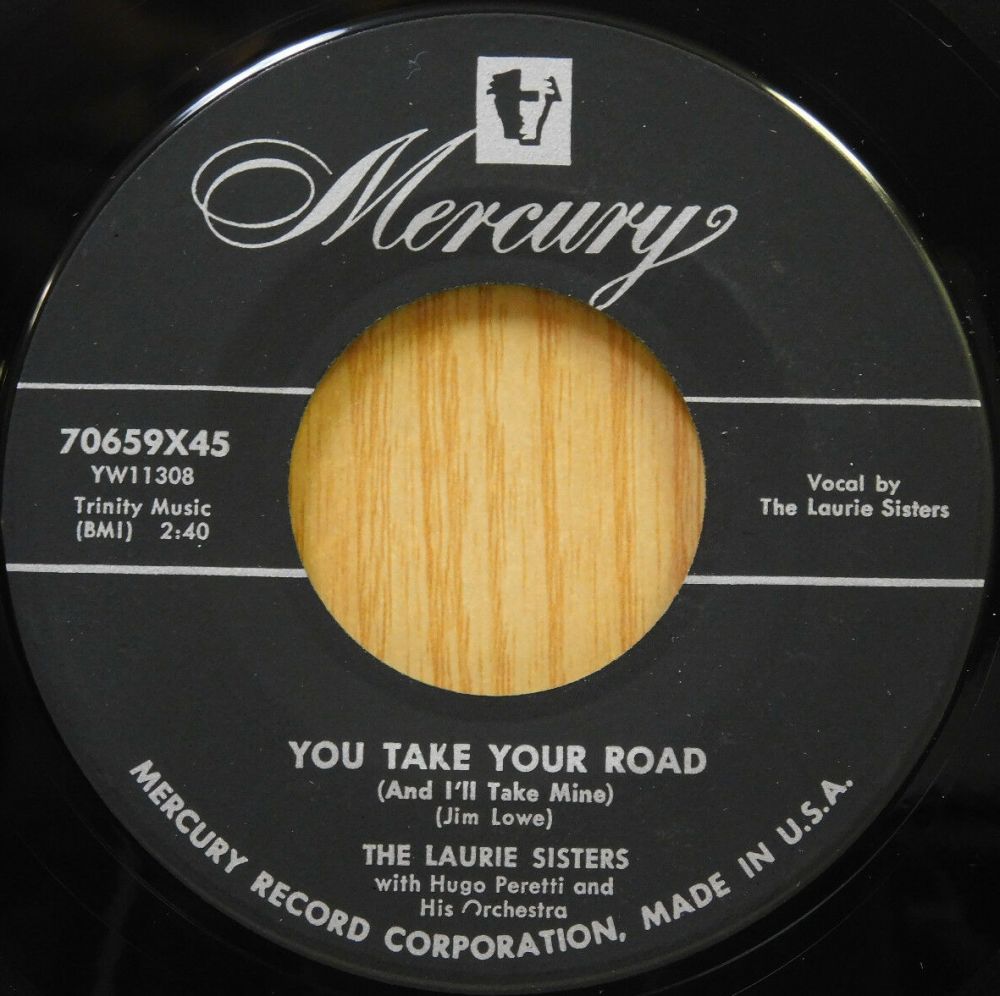 Mercury
70659X45
YW11308
Trinity Music
(BMI) 2:40
Vocal by
The Laurie Sisters
YOU TAKE YOUR ROAD
(And I'll Take Mine)
(Jim Lowe)
THE LAURIE SISTERS
with Hugo Peretti and
His Orchestra
MERCURY RECORD CORPORATION, MADE IN U.S.A.